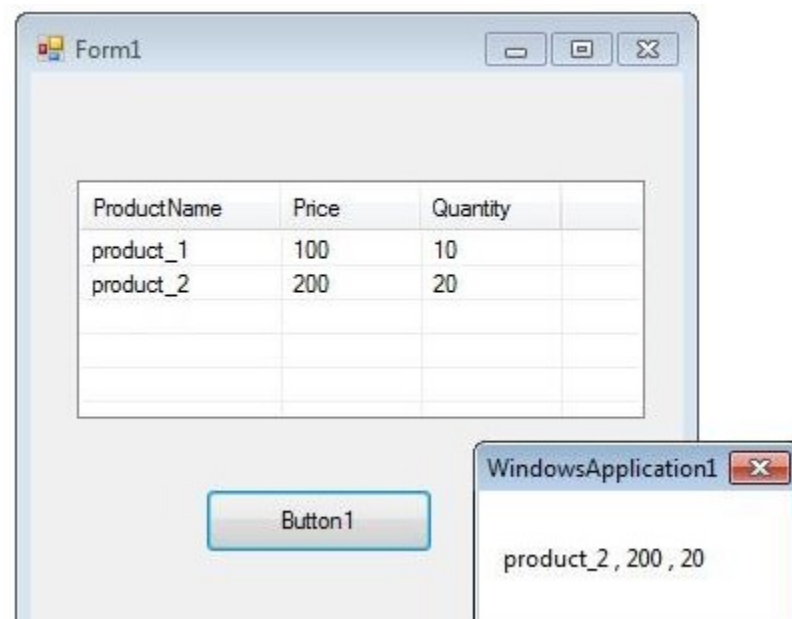 Form1
ProductName Price Quantity
product_1 100 10
product_2 200 20
WindowsApplication1
Button1
product_2 , 200 , 20